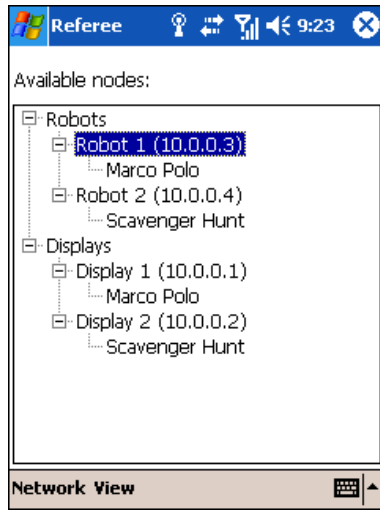 Referee 9:23
Available nodes:
Robots
Robot 1 (10.0.0.3)
Marco Polo
Robot 2 (10.0.0.4)
Scavenger Hunt
Displays
Display 1 (10.0.0.1)
Marco Polo
Display 2 (10.0.0.2)
Scavenger Hunt
Network View